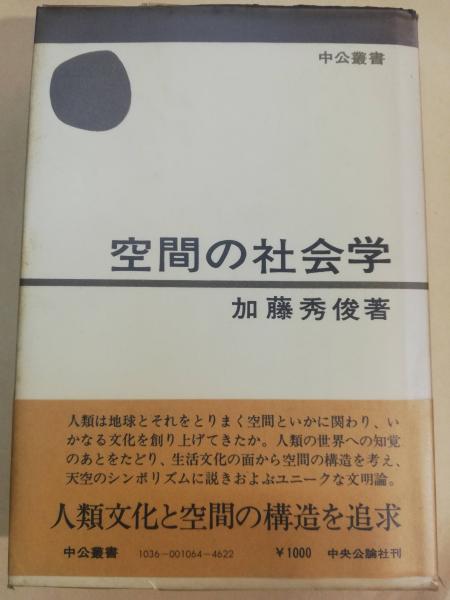 中公叢書
空間の社会学
加藤秀俊著
人類は地球とそれをとりまく空間といかに関わり、い
かなる文化を創り上げてきたか。人類の世界への知覚
のあとをたどり、生活文化の面から空間の構造を考え、
天空のシンボリズムに説きおよぶユニークな文明論。
人類文化と空間の構造を追求
中公叢書 1036-001064-4622 ¥1000 中央公論社刊